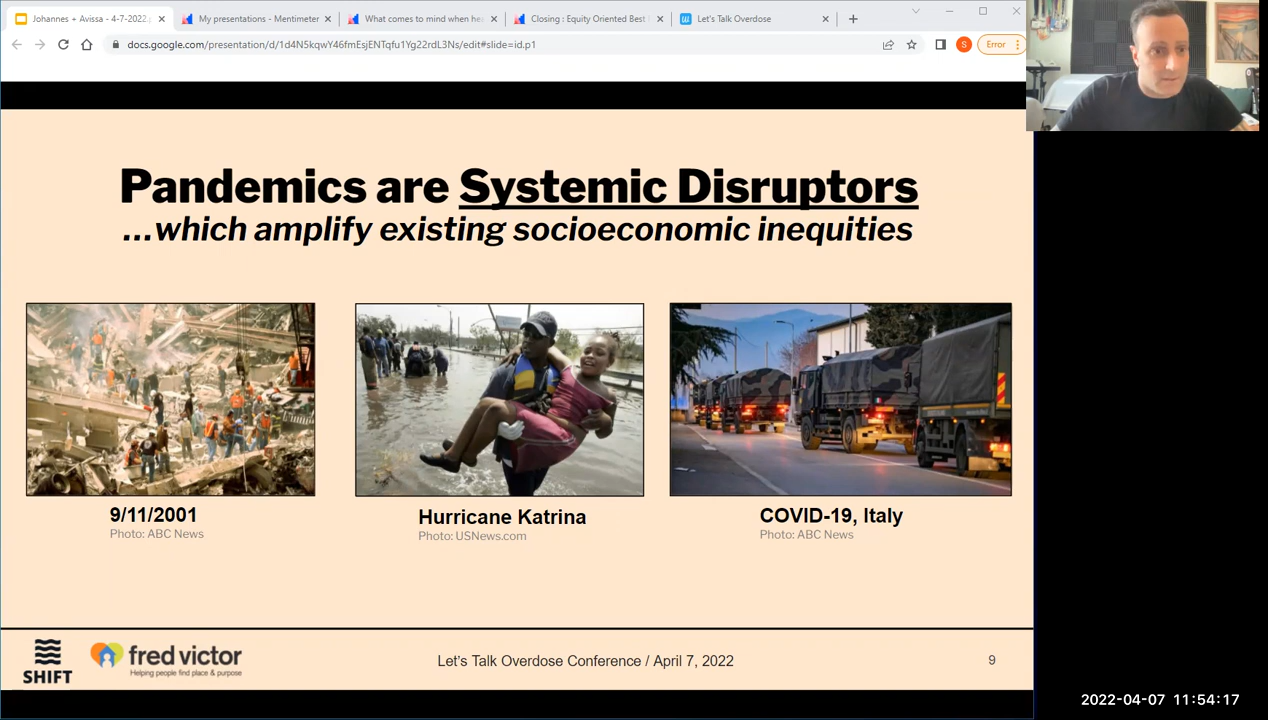 Johannes + Avissa - 4-7-2022.
My presentations - Mentimeter
What comes to mind when he
Closing : Equity Oriented Best
Let's Talk Overdose
docs.google.com/presentation/d/1d4N5kqwY46fmEsjENTqfu1Yg22rdL3Ns/edit#slide=id.p1
S
Error
Pandemics are Systemic Disruptors
...which amplify existing socioeconomic inequities
9/11/2001
Photo: ABC News
Hurricane Katrina
Photo: USNews.com
COVID-19, Italy
Photo: ABC News
SHIFT
fred victor
Helping people find place & purpose
Let's Talk Overdose Conference / April 7, 2022
9
2022-04-07 11:54:17